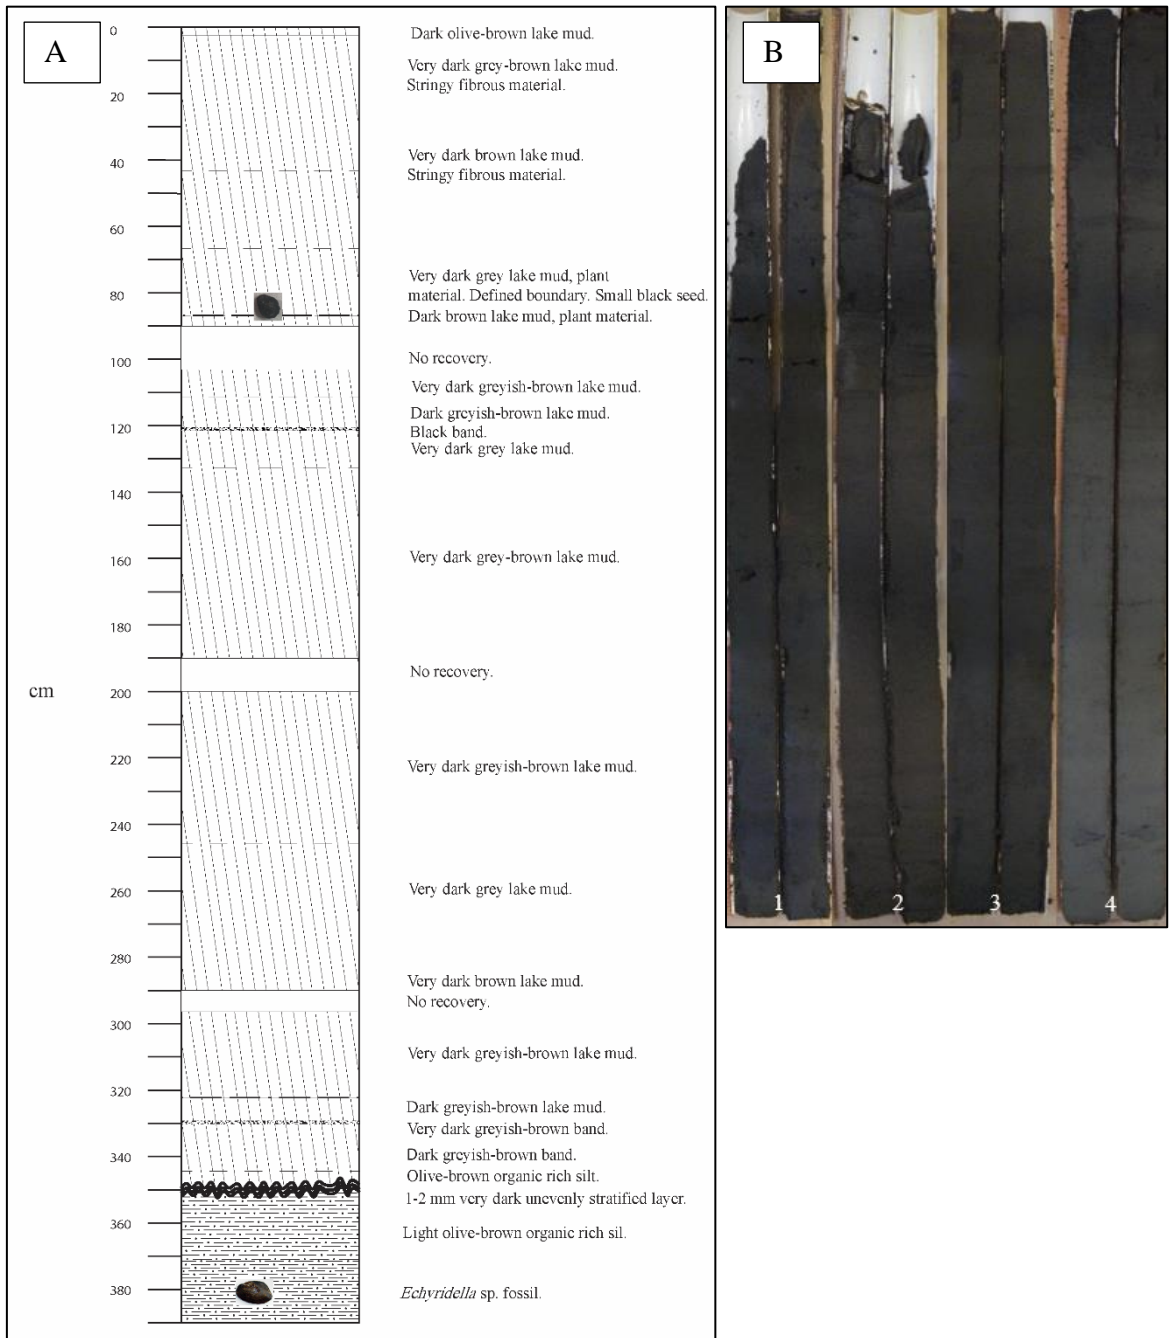 A
0
Dark olive-brown lake mud.
Very dark grey-brown lake mud.
Stringy fibrous material.
20
Very dark brown lake mud.
40
Stringy fibrous material.
60
Very dark grey lake mud, plant
80
material. Defined boundary. Small black seed.
Dark brown lake mud, plant material.
100
No recovery.
Very dark greyish-brown lake mud.
Dark greyish-brown lake mud.
120
Black band.
Very dark grey lake mud.
140
160
Very dark grey-brown lake mud.
180
No recovery.
cm
200
220
Very dark greyish-brown lake mud.
240
260
Very dark grey lake mud.
280
Very dark brown lake mud.
No recovery.
300
Very dark greyish-brown lake mud.
320
Dark greyish-brown lake mud.
Very dark greyish-brown band.
340
Dark greyish-brown band.
Olive-brown organic rich silt.
1-2 mm very dark unevenly stratified layer.
360
Light olive-brown organic rich sil.
380
Echyridella sp. fossil.
B
1
2
3
4